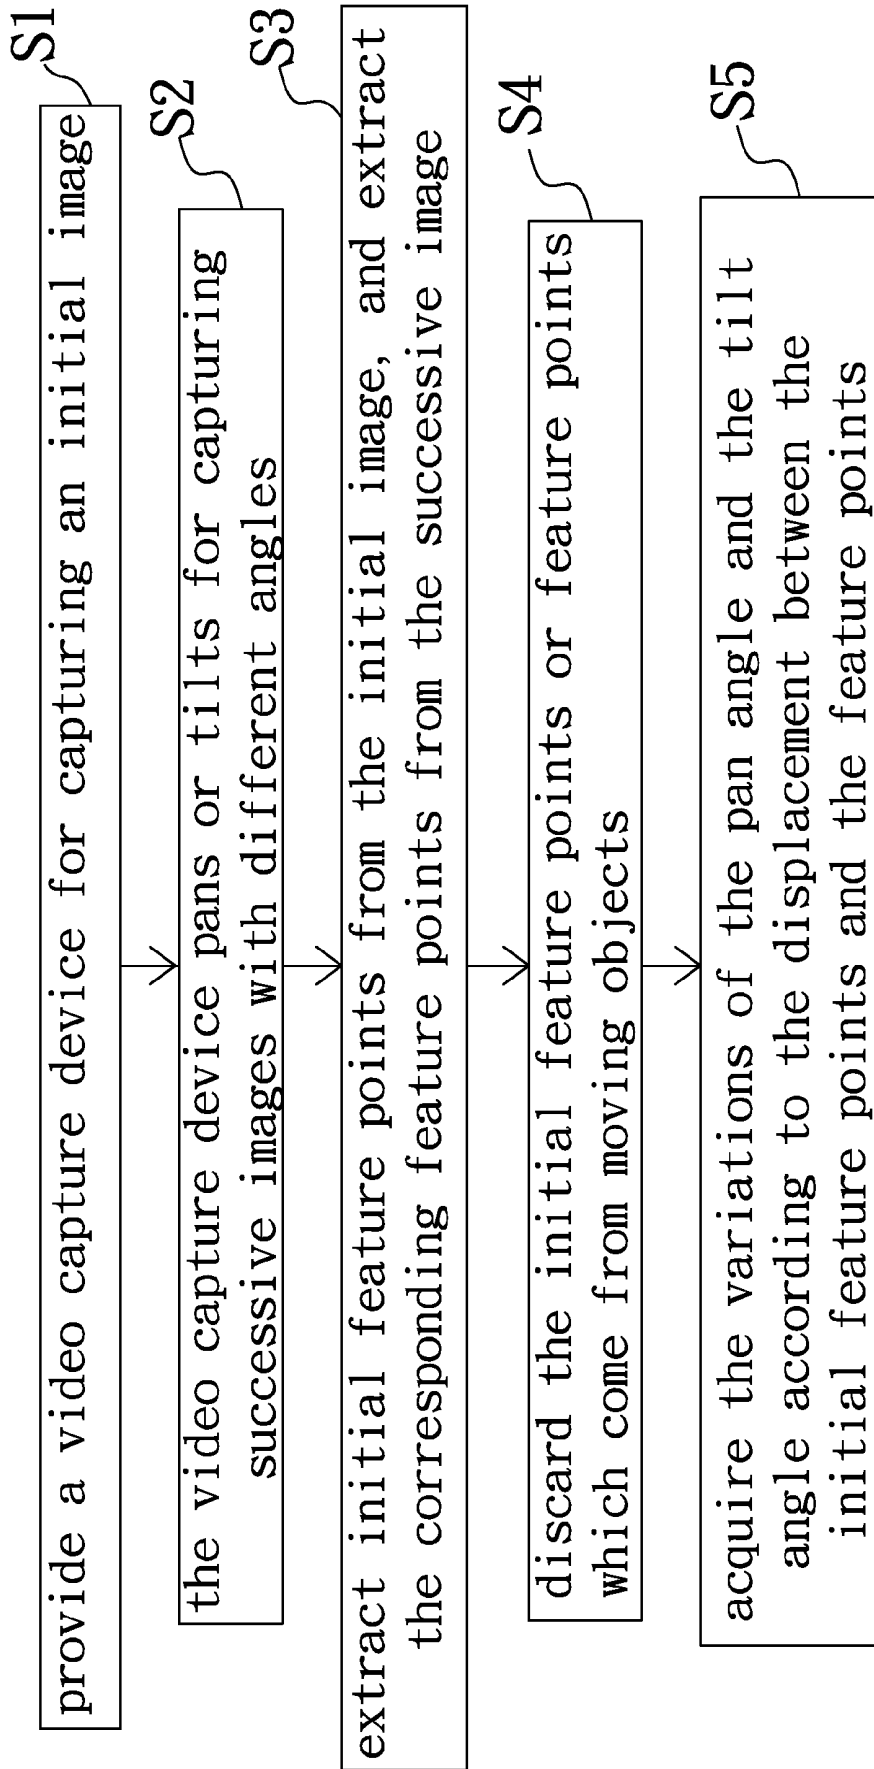 S1
provide a video capture device for capturing an initial image
S2
the video capture device pans or tilts for capturing
successive images with different angles
S3
extract initial feature points from the initial image, and extract
the corresponding feature points from the successive image
S4
discard the initial feature points or feature points
which come from moving objects
S5
acquire the variations of the pan angle and the tilt
angle according to the displacement between the
initial feature points and the feature points